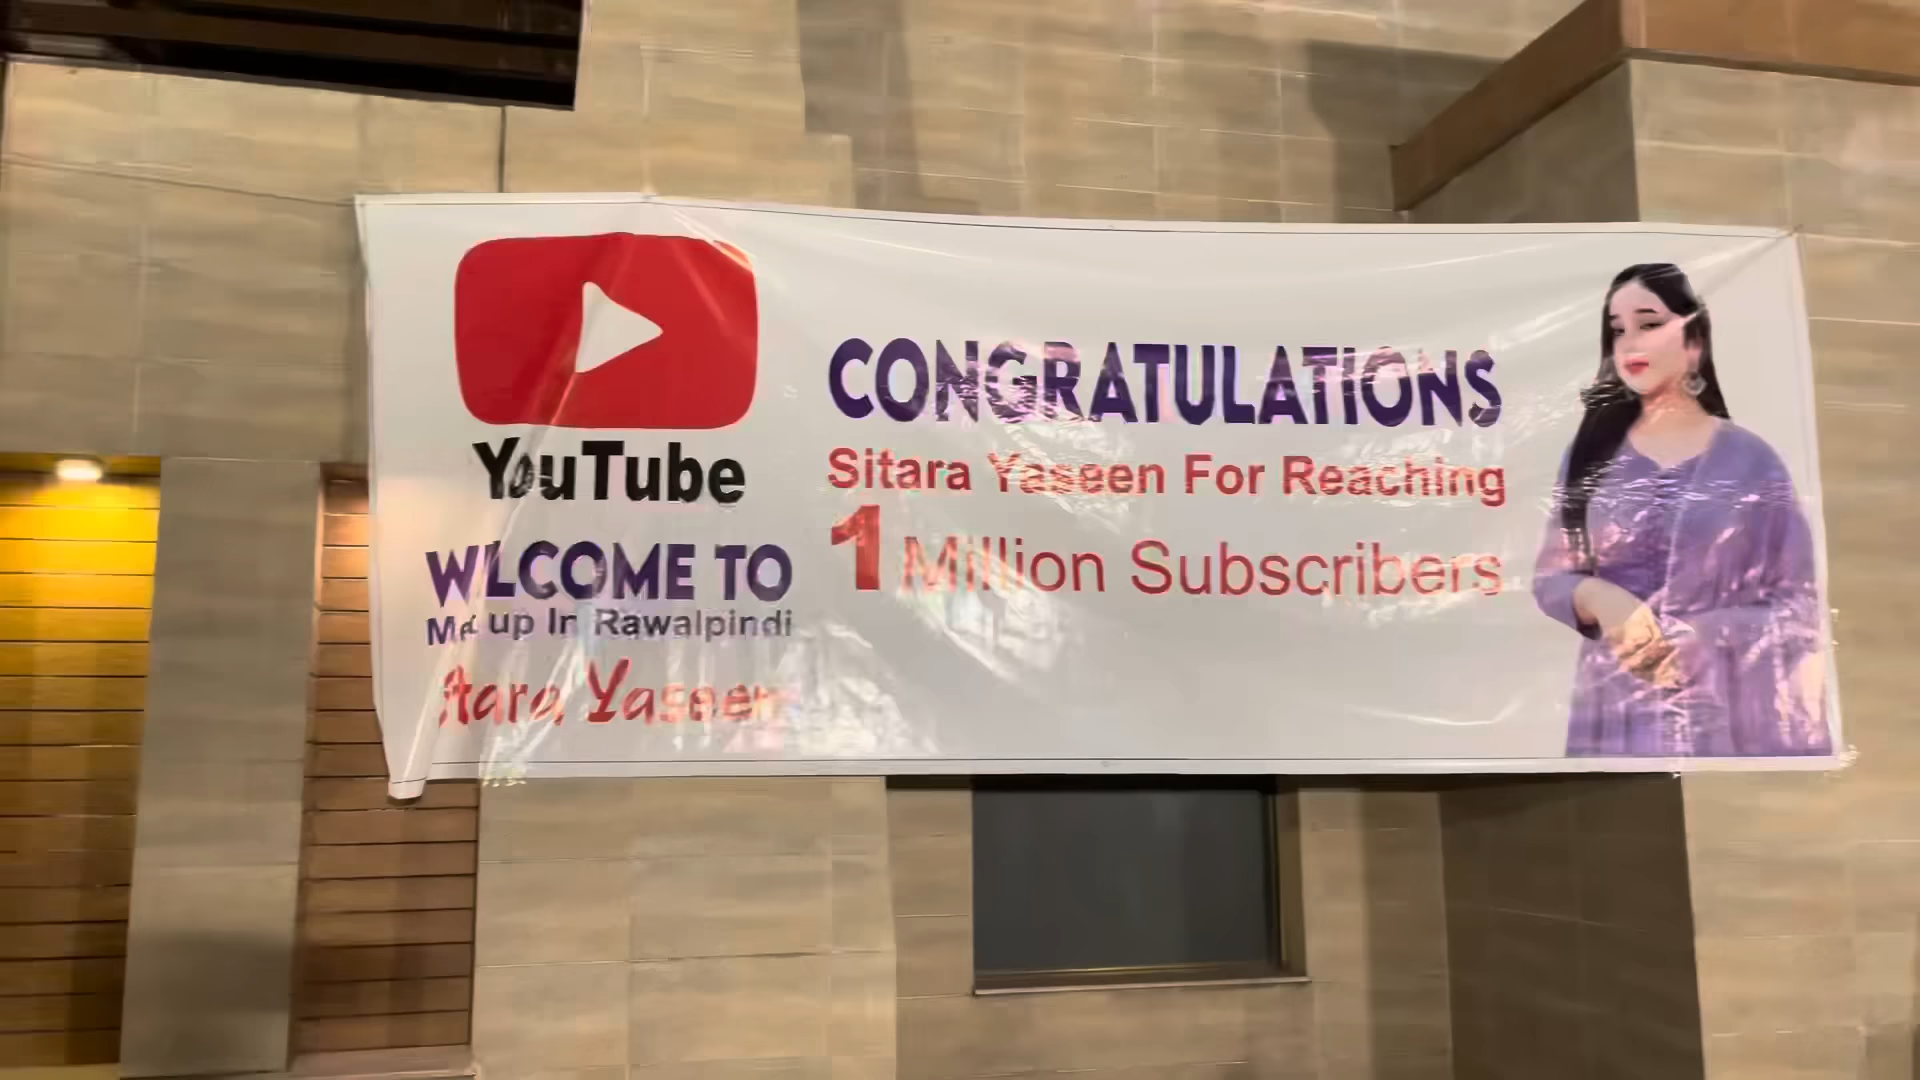 YouTube
WLCOME TO
up In Rawalpindi
Yaseen
CONGRATULATIONS
Sitara Yaseen For Reaching
1 Million Subscribers